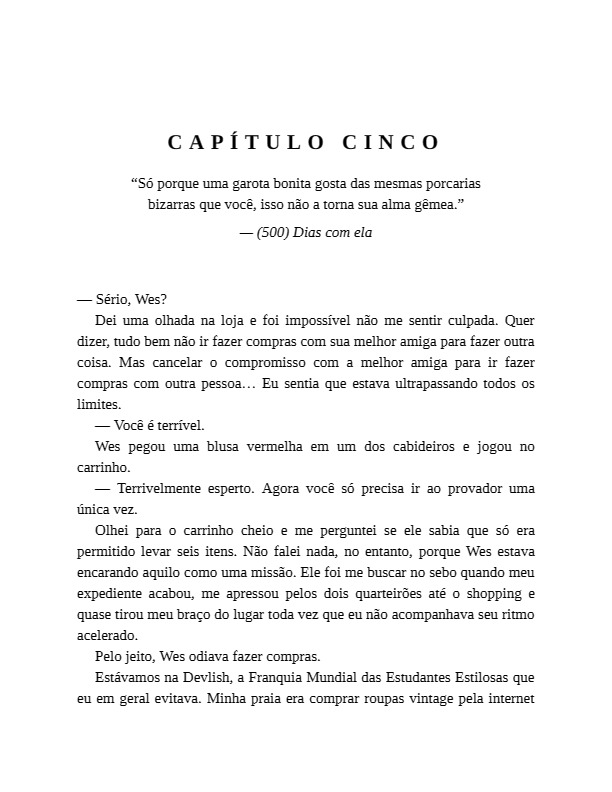 CAPÍTULO CINCO
“Só porque uma garota bonita gosta das mesmas porcarias
bizarras que você, isso não a torna sua alma gêmea.”
— (500) Dias com ela
— Sério, Wes?
Dei uma olhada na loja e foi impossível não me sentir culpada. Quer
dizer, tudo bem não ir fazer compras com sua melhor amiga para fazer outra
coisa. Mas cancelar o compromisso com a melhor amiga para ir fazer
compras com outra pessoa… Eu sentia que estava ultrapassando todos os
limites.
— Você é terrível.
Wes pegou uma blusa vermelha em um dos cabideiros e jogou no
carrinho.
— Terrivelmente esperto. Agora você só precisa ir ao provador uma
única vez.
Olhei para o carrinho cheio e me perguntei se ele sabia que só era
permitido levar seis itens. Não falei nada, no entanto, porque Wes estava
encarando aquilo como uma missão. Ele foi me buscar no sebo quando meu
expediente acabou, me apressou pelos dois quarteirões até o shopping e
quase tirou meu braço do lugar toda vez que eu não acompanhava seu ritmo
acelerado.
Pelo jeito, Wes odiava fazer compras.
Estávamos na Devlish, a Franquia Mundial das Estudantes Estilosas que
eu em geral evitava. Minha praia era comprar roupas vintage pela internet